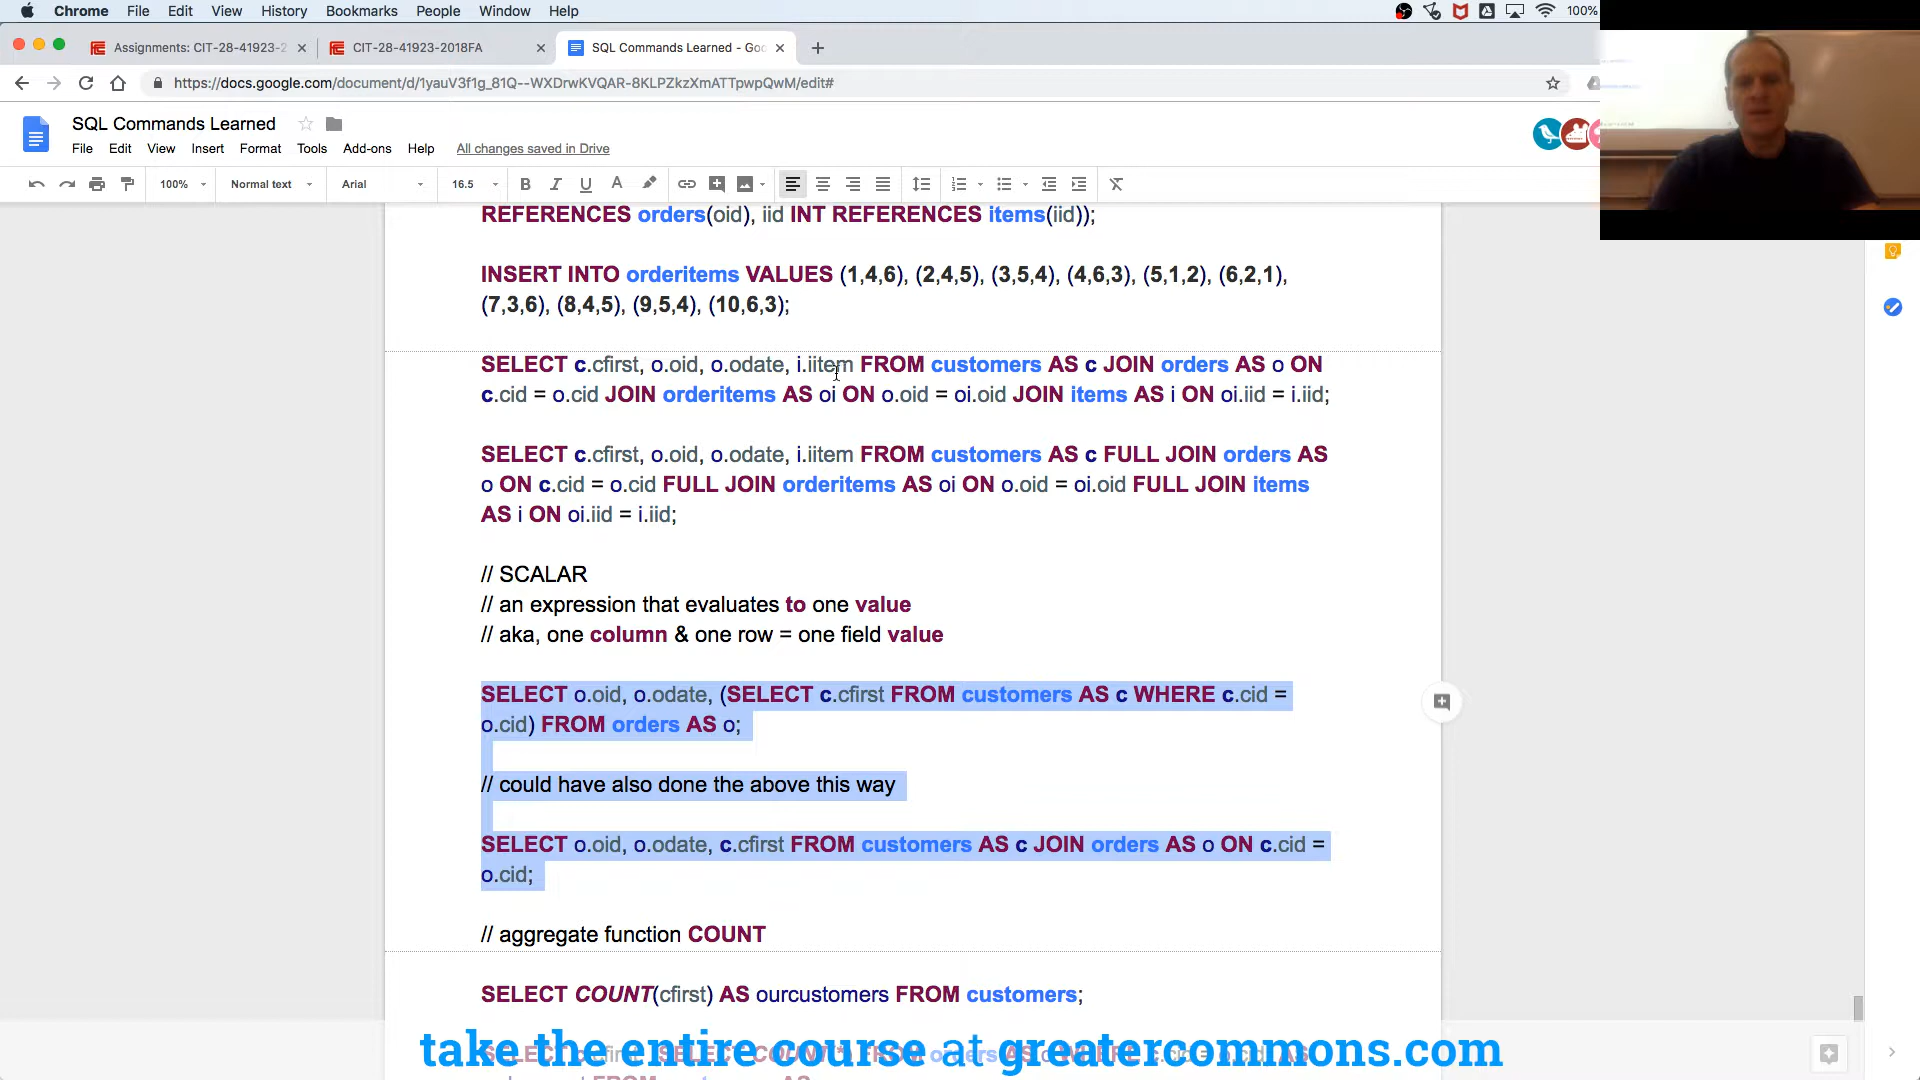 Chrome File Edit View History Bookmarks People Window Help 100%
Assignments: CIT-28-41923-2
CIT-28-41923-2018FA
SQL Commands Learned - Goo
https://docs.google.com/document/d/1yauV3f1g_81Q--WXDrwKVQAR-8KLPZkzXmATTpwpQwM/edit#
SQL Commands Learned
File Edit View Insert Format Tools Add-ons Help All changes saved in Drive
100% Normal text Arial 16.5 B I U A
REFERENCES orders(oid), iid INT REFERENCES items(iid));
INSERT INTO orderitems VALUES (1,4,6), (2,4,5), (3,5,4), (4,6,3), (5,1,2), (6,2,1),
(7,3,6), (8,4,5), (9,5,4), (10,6,3);
SELECT c.cfirst, o.oid, o.odate, i.iitem FROM customers AS c JOIN orders AS o ON
c.cid = o.cid JOIN orderitems AS oi ON o.oid = oi.oid JOIN items AS i ON oi.iid = i.iid;
SELECT c.cfirst, o.oid, o.odate, i.iitem FROM customers AS c FULL JOIN orders AS
o ON c.cid = o.cid FULL JOIN orderitems AS oi ON o.oid = oi.oid FULL JOIN items
AS i ON oi.iid = i.iid;
// SCALAR
// an expression that evaluates to one value
// aka, one column & one row = one field value
SELECT o.oid, o.odate, (SELECT c.cfirst FROM customers AS c WHERE c.cid =
o.cid) FROM orders AS o;
// could have also done the above this way
SELECT o.oid, o.odate, c.cfirst FROM customers AS c JOIN orders AS o ON c.cid =
o.cid;
// aggregate function COUNT
SELECT COUNT(cfirst) AS ourcustomers FROM customers;
take the entire course at greatercommons.com